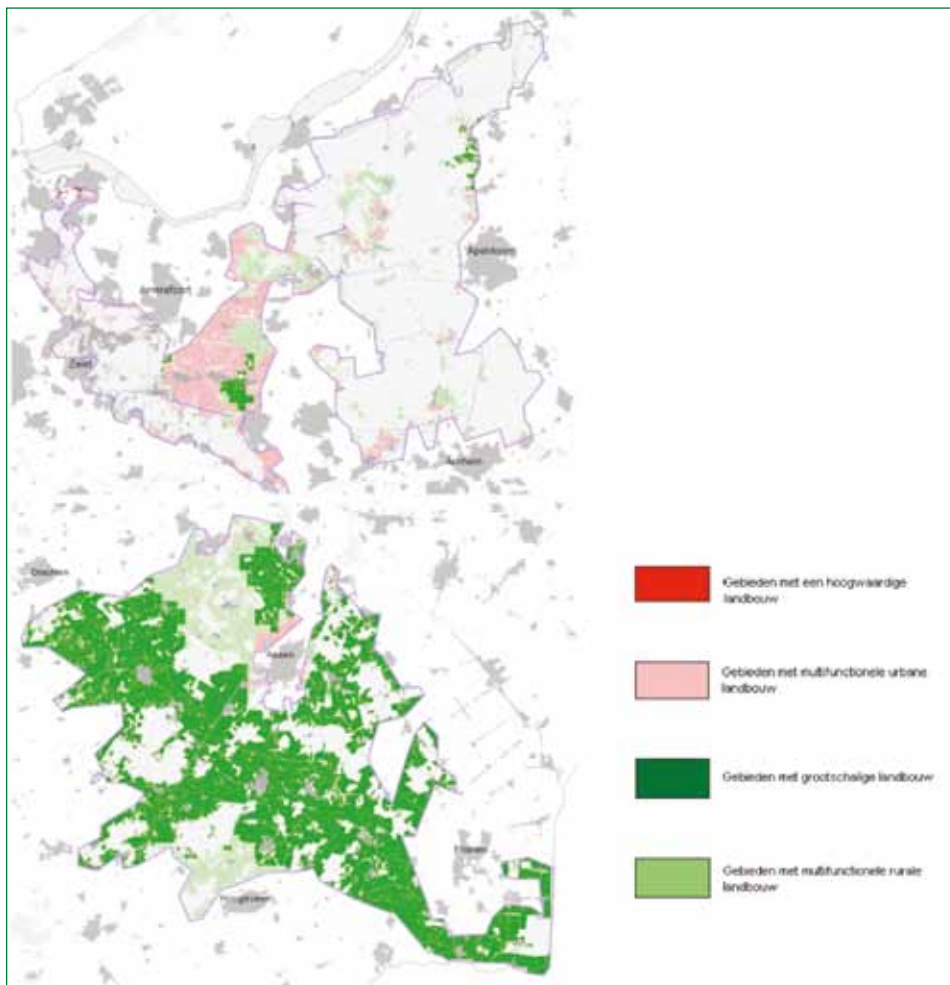 Apeldoorn
Amersfoort
Zeist
Arnhem
Drachten
Assen
Emmen
Hoogeveen
Gebieden met een hoogwaardige
landbouw
Gebieden met multifunctionele urbane
landbouw
Gebieden met grootschalige landbouw
Gebieden met multifunctionele rurale
landbouw